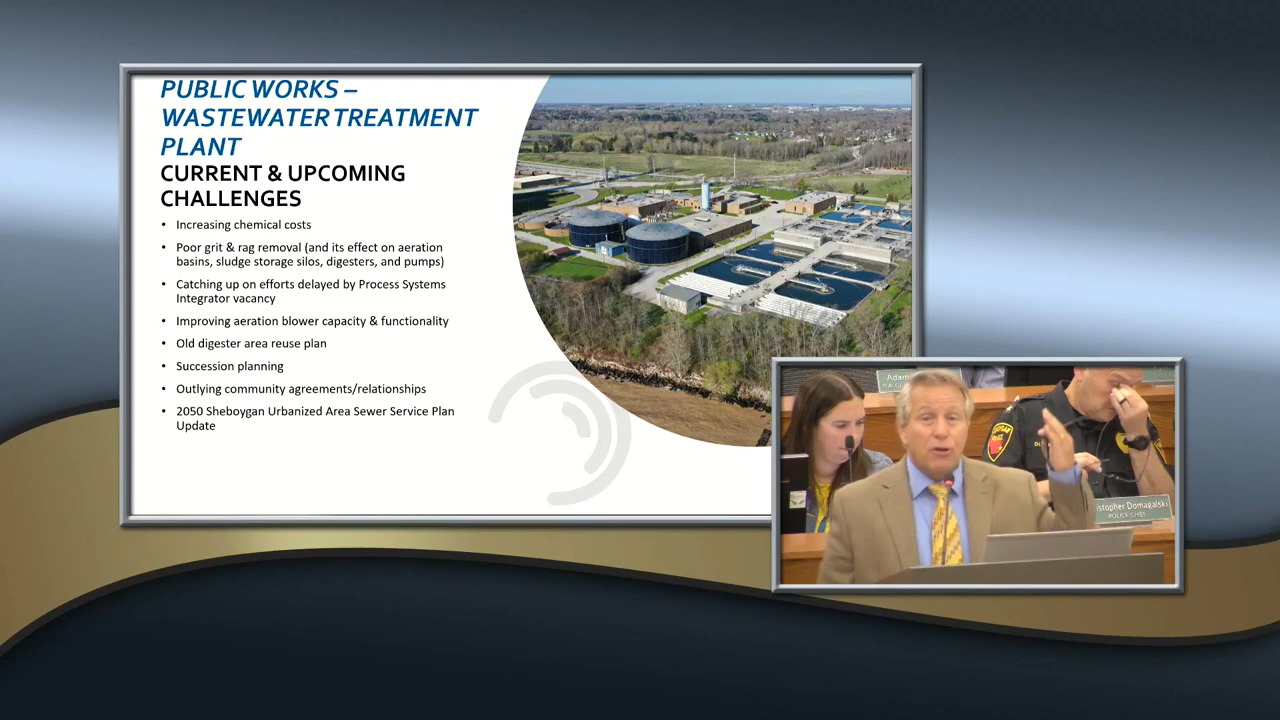 PUBLIC WORKS –
WASTEWATER TREATMENT
PLANT
CURRENT & UPCOMING
CHALLENGES
• Increasing chemical costs
• Poor grit & rag removal (and its effect on aeration
basins, sludge storage silos, digesters, and pumps)
• Catching up on efforts delayed by Process Systems
Integrator vacancy
• Improving aeration blower capacity & functionality
• Old digester area reuse plan
• Succession planning
• Outlying community agreements/relationships
• 2050 Sheboygan Urbanized Area Sewer Service Plan
Update
Adam
istopher Domagalski
POLICE CHIEF